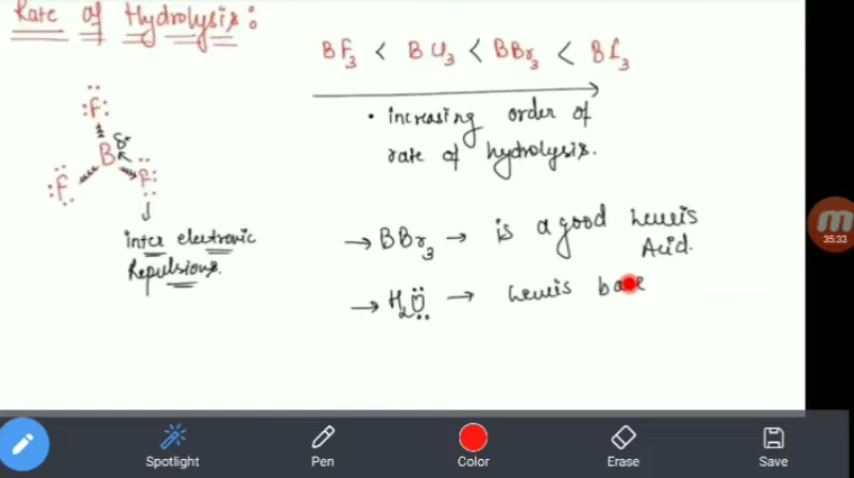 Rate of Hydrolysis:
BF3 < BCl3 < BBr3 < BI3
• increasing order of
rate of hydrolysis.
:F:
B δ+
:F :F:
Inter electronic
Repulsions.
→ BBr3 → is a good Lewis
Acid.
→ H2O → Lewis base
35:33
Spotlight
Pen
Color
Erase
Save